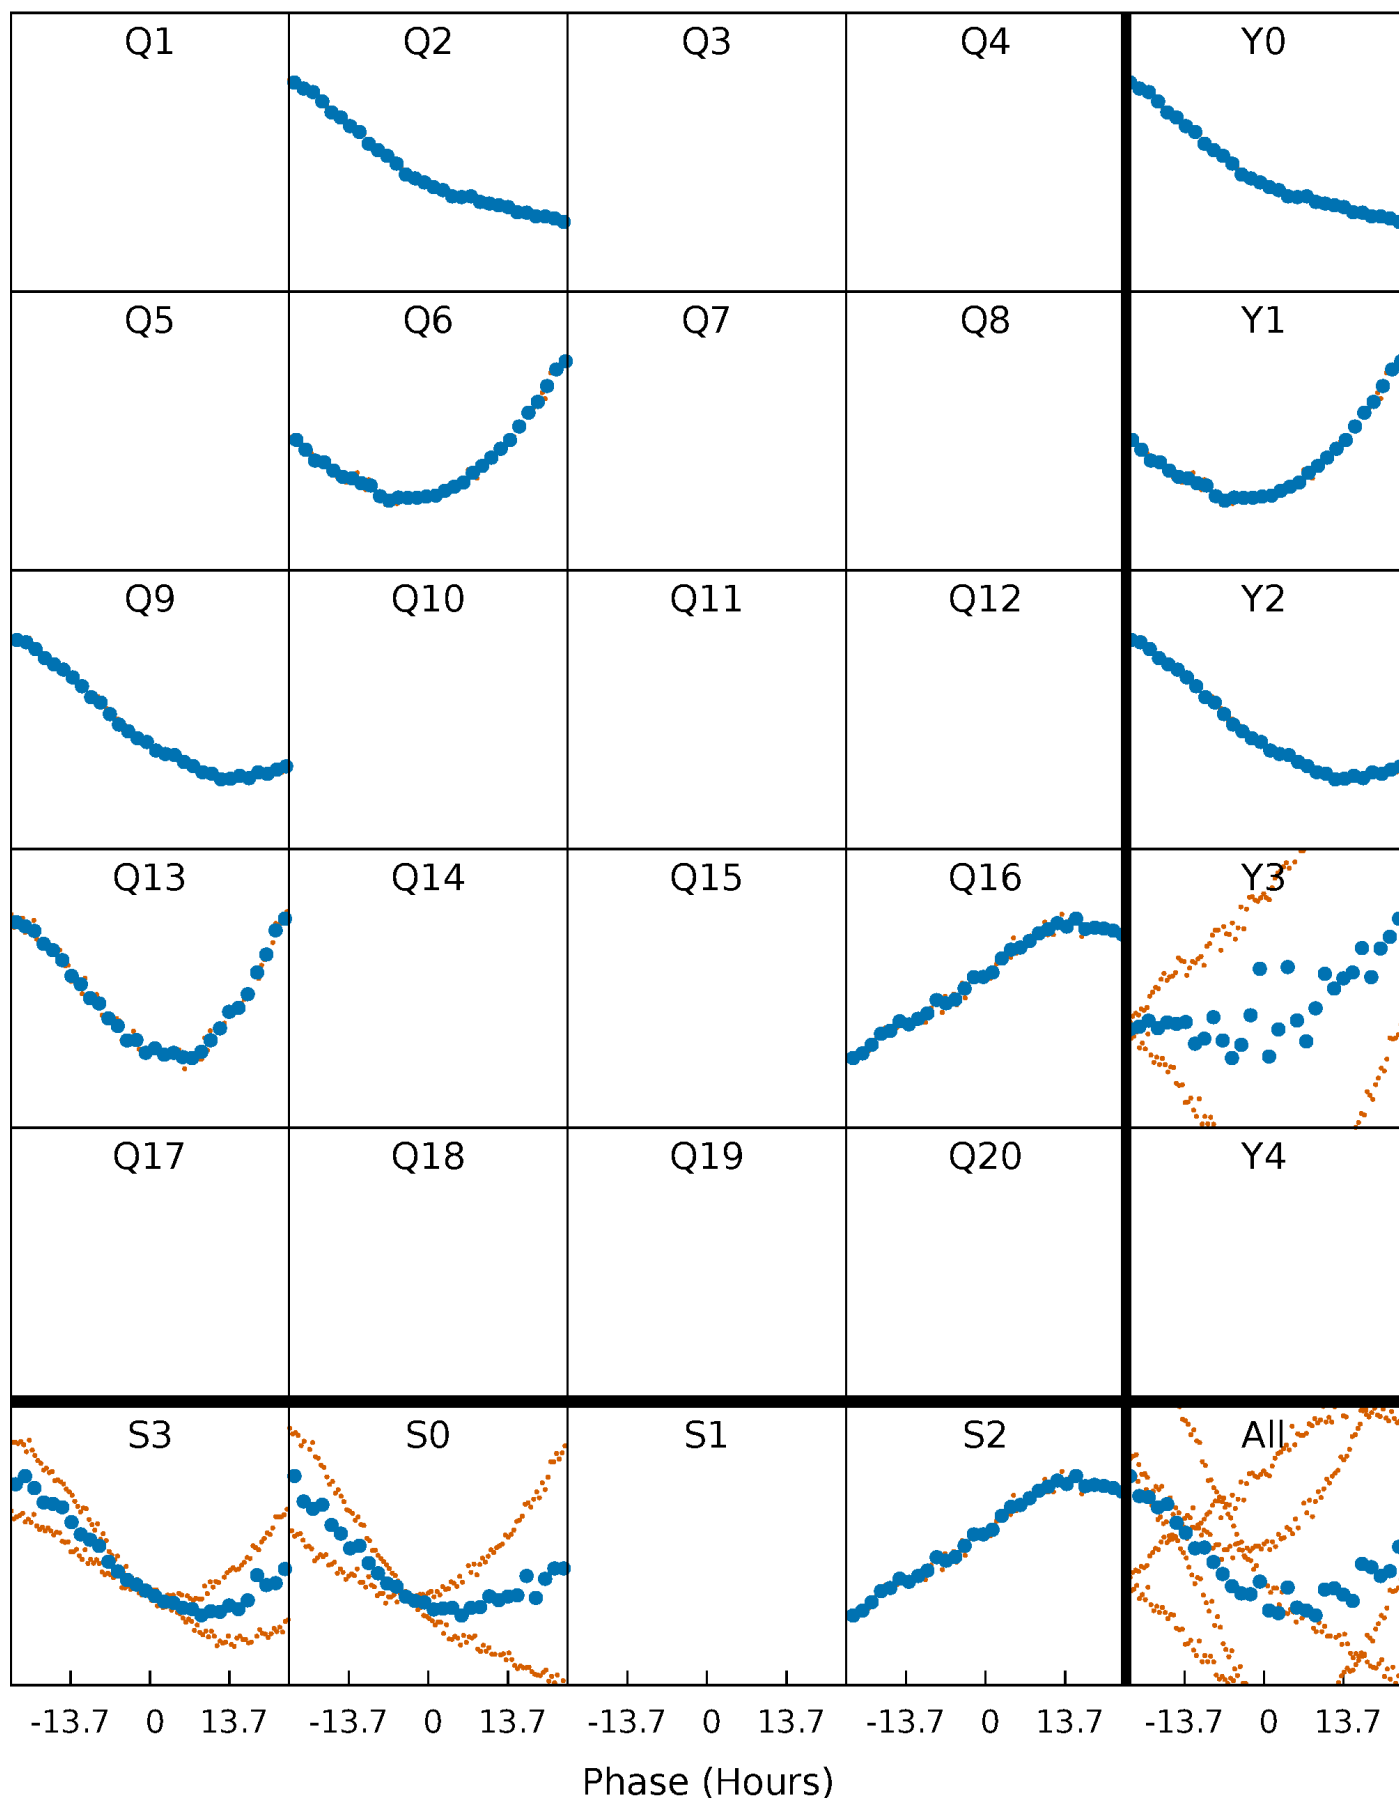 Q1 Q2 Q3 Q4 Y0
Q5 Q6 Q7 Q8 Y1
Q9 Q10 Q11 Q12 Y2
Q13 Q14 Q15 Q16 Y3
Q17 Q18 Q19 Q20 Y4
S3 S0 S1 S2 All
-13.7 0 13.7 -13.7 0 13.7 -13.7 0 13.7 -13.7 0 13.7 -13.7 0 13.7
Phase (Hours)